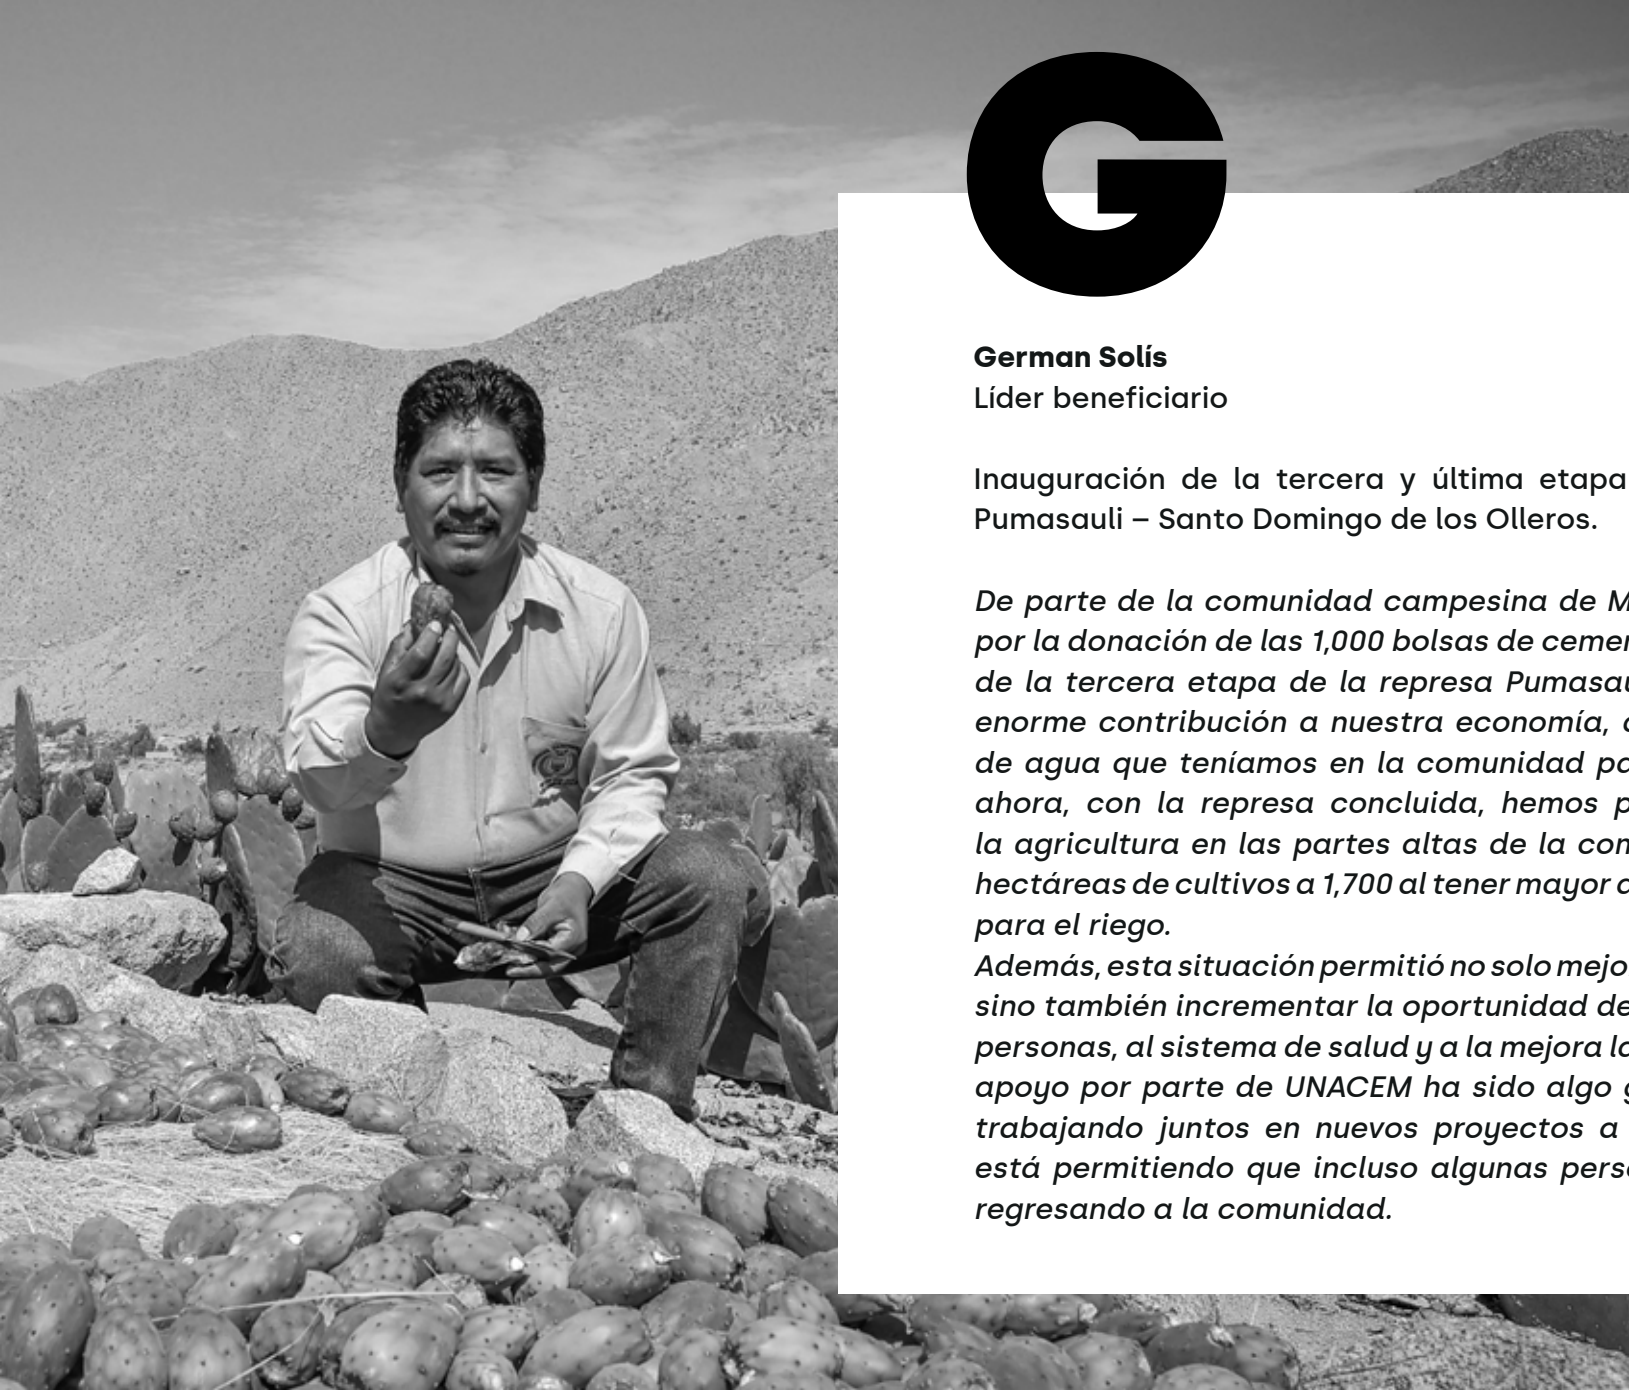 G
German Solís
Líder beneficiario
Inauguración de la tercera y última etapa
Pumasauli – Santo Domingo de los Olleros.
De parte de la comunidad campesina de
por la donación de las 1,000 bolsas de
de la tercera etapa de la represa
enorme contribución a nuestra economía,
de agua que teníamos en la comunidad
ahora, con la represa concluida, hemos
la agricultura en las partes altas de la
hectáreas de cultivos a 1,700 al tener mayor
para el riego.
Además, esta situación permitió no solo
sino también incrementar la oportunidad
personas, al sistema de salud y a la mejora
apoyo por parte de UNACEM ha sido algo
trabajando juntos en nuevos proyectos a
está permitiendo que incluso algunas
regresando a la comunidad.